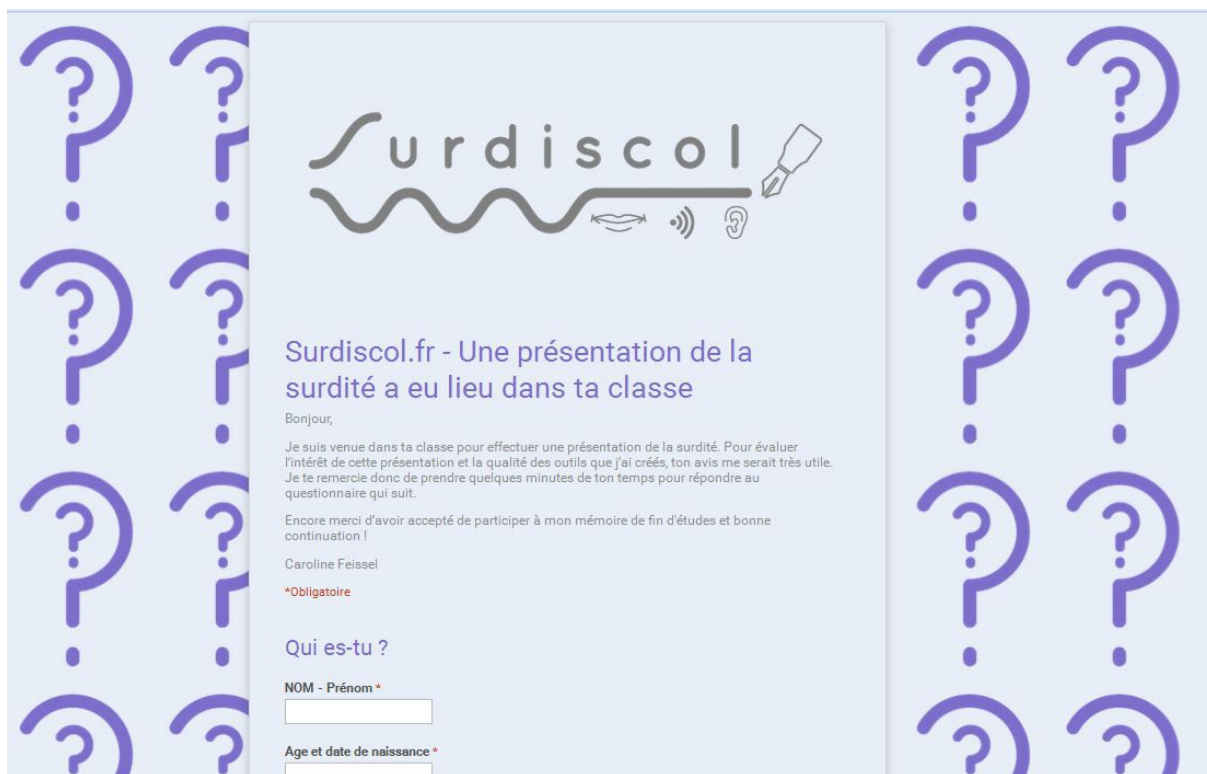 Surdiscol
Surdiscol.fr - Une présentation de la
surdité a eu lieu dans ta classe
Bonjour,
Je suis venue dans ta classe pour effectuer une présentation de la surdité. Pour évaluer
l'intérêt de cette présentation et la qualité des outils que j'ai créés, ton avis me serait très utile.
Je te remercie donc de prendre quelques minutes de ton temps pour répondre au
questionnaire qui suit.
Encore merci d'avoir accepté de participer à mon mémoire de fin d'études et bonne
continuation !
Caroline Feissel
*Obligatoire
Qui es-tu ?
NOM - Prénom *
Age et date de naissance *